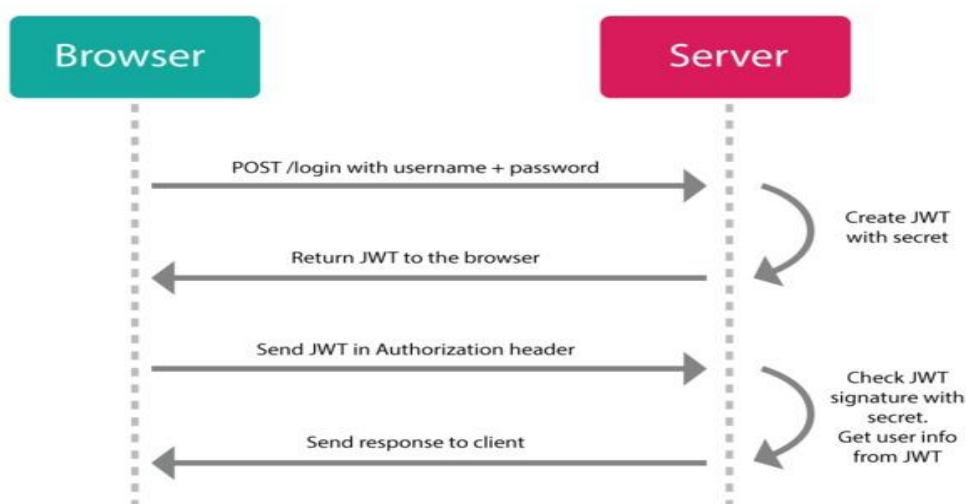 Browser
Server
POST /login with username + password
Create JWT
with secret
Return JWT to the browser
Send JWT in Authorization header
Check JWT
signature with
secret.
Get user info
from JWT
Send response to client